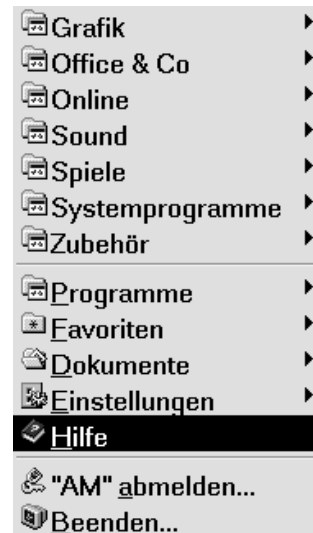 Grafik
Office & Co
Online
Sound
Spiele
Systemprogramme
Zubehör
Programme
Favoriten
Dokumente
Einstellungen
Hilfe
"AM" abmelden...
Beenden...